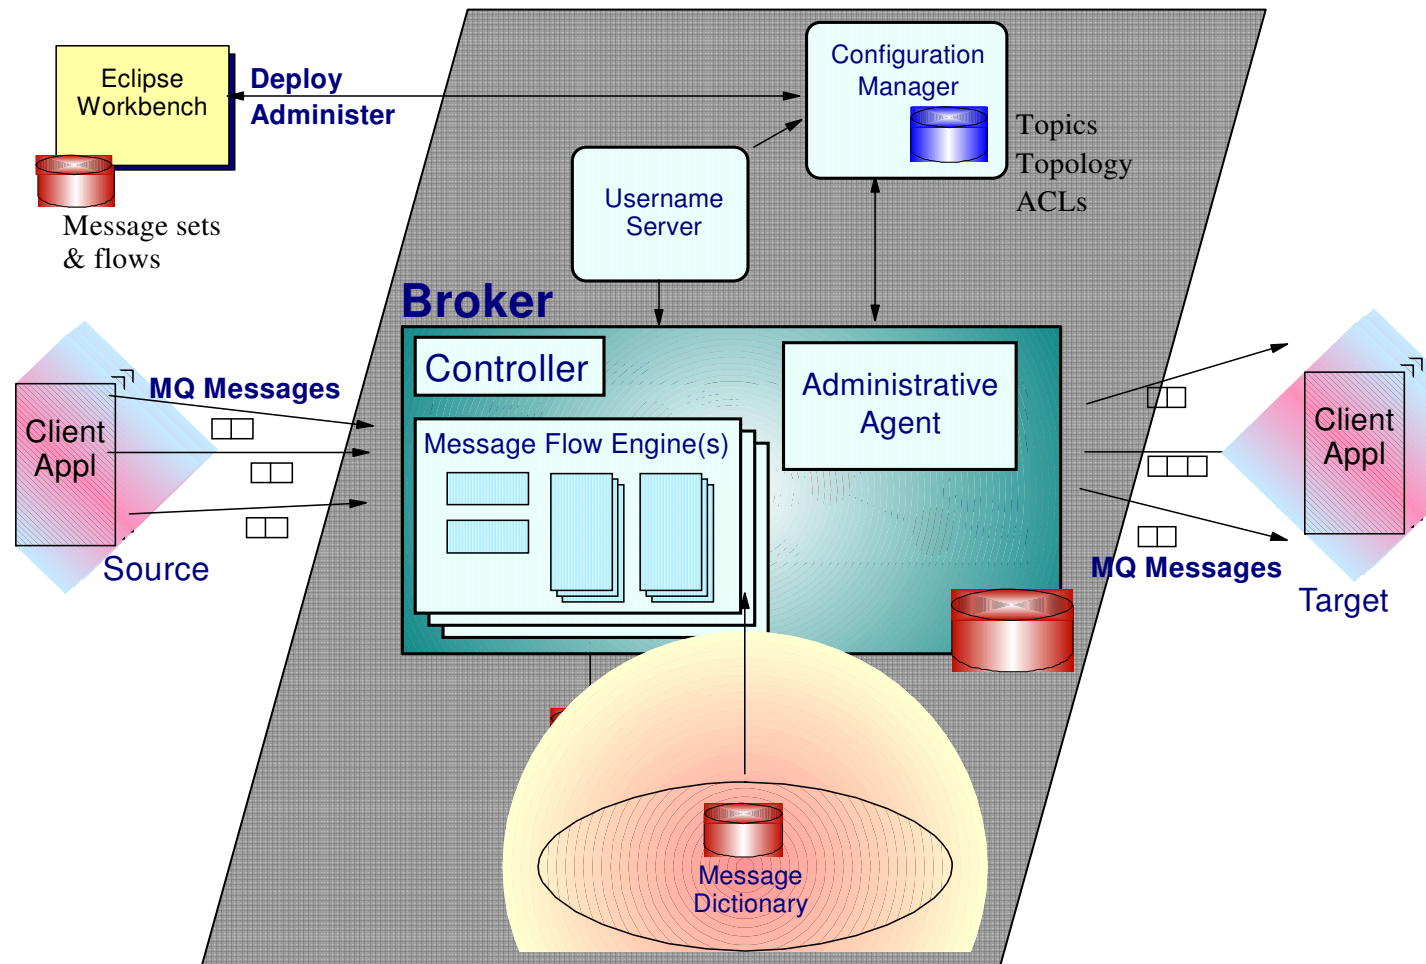 Eclipse
Workbench
Deploy
Administer
Configuration
Manager
Topics
Topology
ACLs
Message sets
& flows
Username
Server
Broker
Controller
Administrative
Agent
Message Flow Engine(s)
MQ Messages
Client
Appl
Source
Client
Appl
MQ Messages
Target
Message
Dictionary